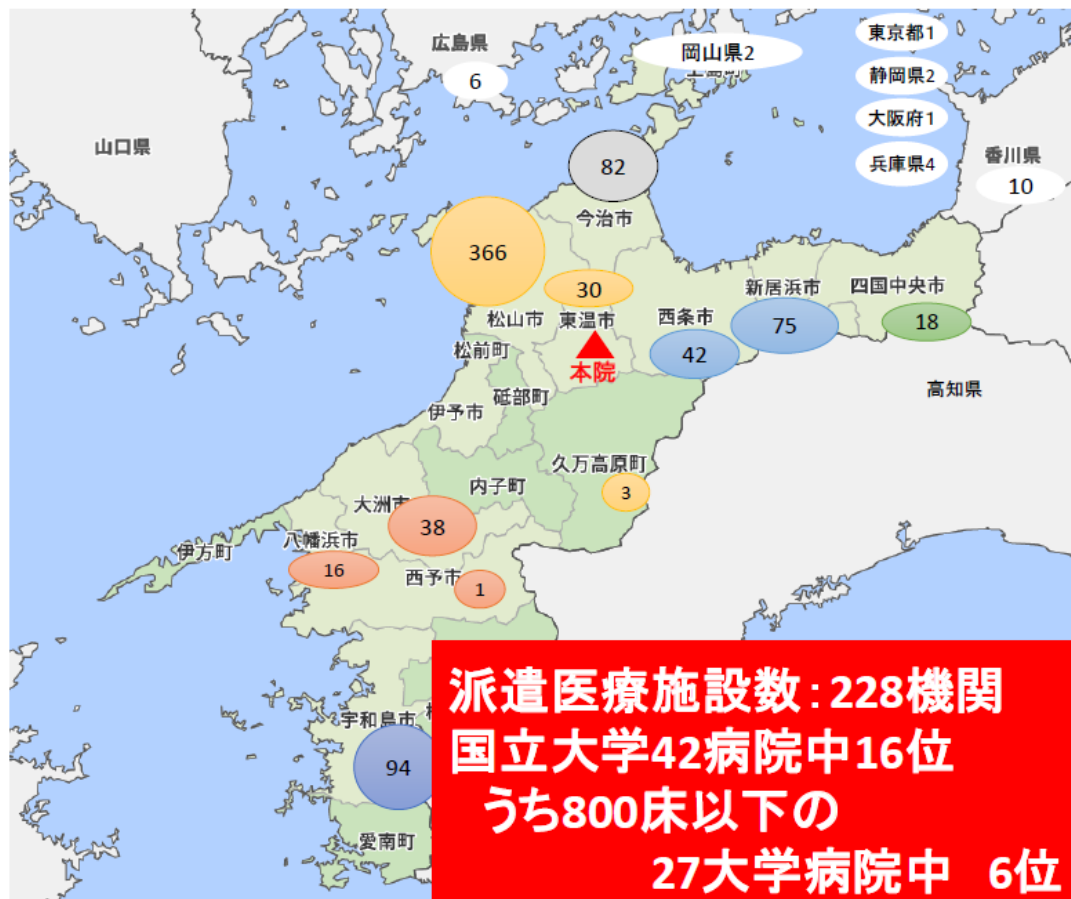 広島県
6
岡山県2
東京都1
静岡県2
大阪府1
兵庫県4
香川県
10
山口県
82
今治市
366
30
松山市
東温市
本院
西条市
42
新居浜市
75
四国中央市
18
松前町
砥部町
伊予市
高知県
久万高原町
3
内子町
大洲市
38
八幡浜市
16
伊方町
西予市
1
宇和島市
94
愛南町
派遣医療施設数:228機関
国立大学42病院中16位
うち800床以下の
27大学病院中 6位